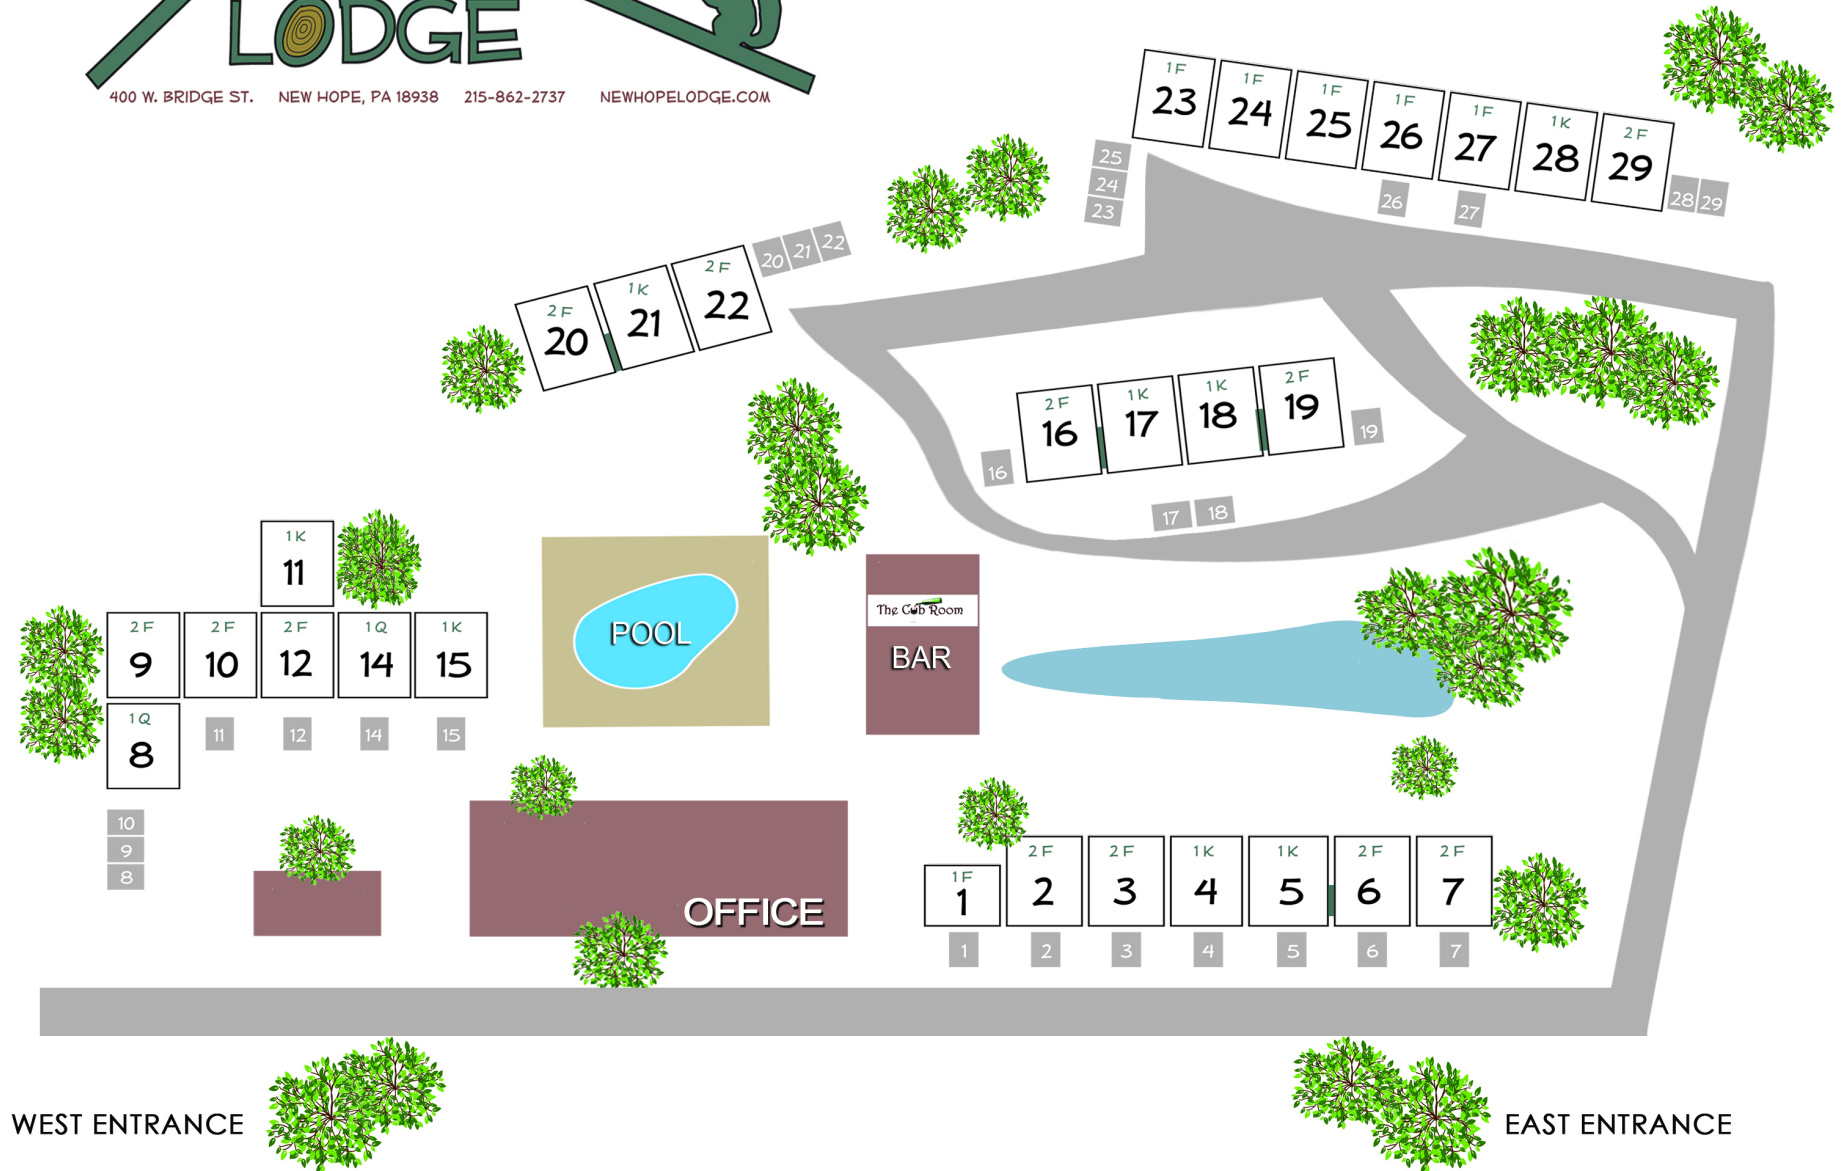 LODGE
400 W. BRIDGE ST. NEW HOPE, PA 18938 215-862-2737 NEWHOPELODGE.COM
1F
23
1F
24
1F
25
1F
26
1F
27
1K
28
2F
29
25
24
23
26
27
28
29
2F
20
1K
21
2F
22
20
21
22
2F
16
1K
17
1K
18
2F
19
16
17
18
19
1K
11
2F
9
2F
10
2F
12
1Q
14
1K
15
1Q
8
11
12
14
15
10
9
8
POOL
The Cub Room
BAR
OFFICE
1F
1
2F
2
2F
3
1K
4
1K
5
2F
6
2F
7
1
2
3
4
5
6
7
WEST ENTRANCE
EAST ENTRANCE